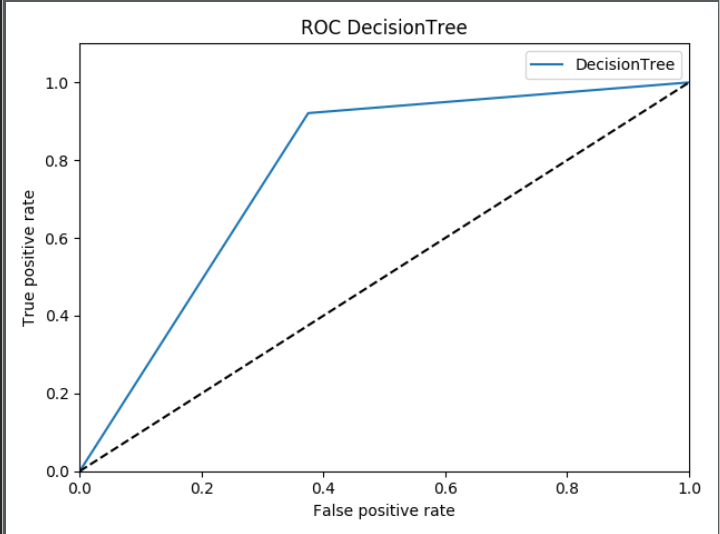 ROC DecisionTree
DecisionTree
1.0
0.8
0.6
0.4
0.2
0.0
True positive rate
0.0 0.2 0.4 0.6 0.8 1.0
False positive rate